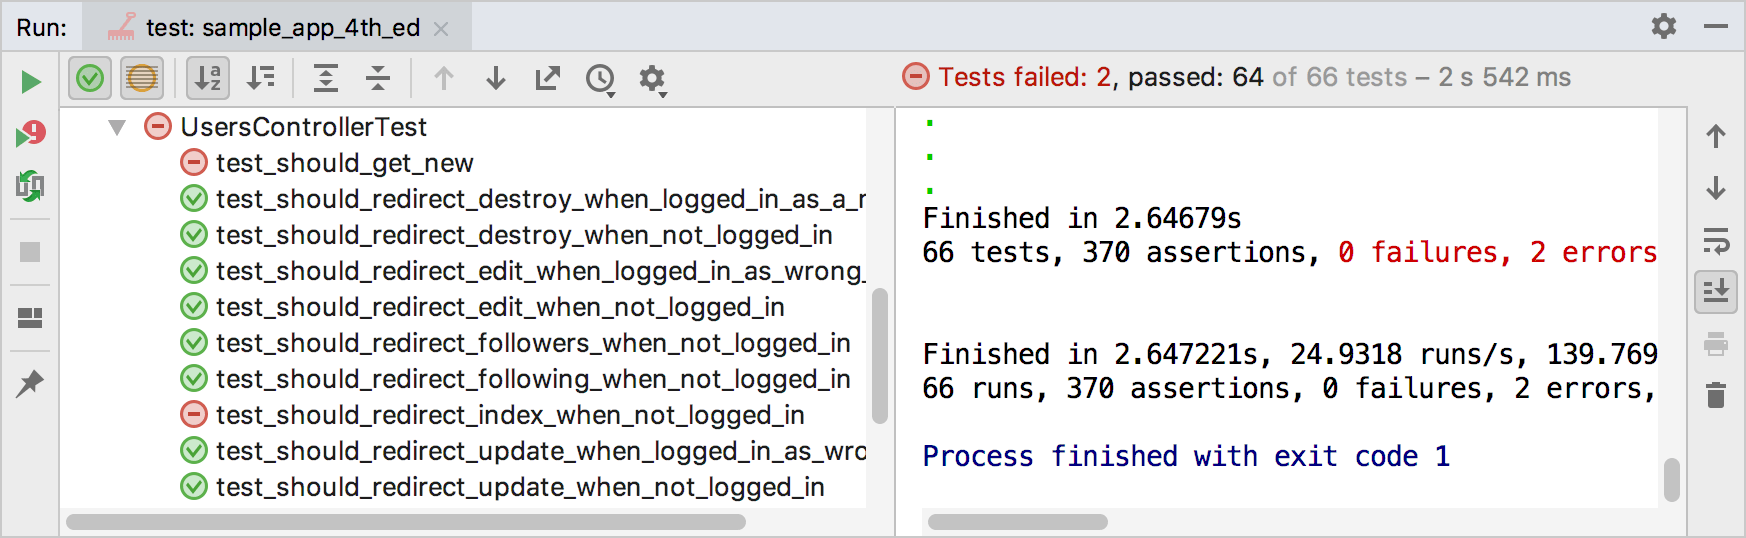 Run: test: sample_app_4th_ed
Tests failed: 2, passed: 64 of 66 tests – 2 s 542 ms
UsersControllerTest
test_should_get_new
test_should_redirect_destroy_when_logged_in_as_a_
test_should_redirect_destroy_when_not_logged_in
test_should_redirect_edit_when_logged_in_as_wrong_
test_should_redirect_edit_when_not_logged_in
test_should_redirect_followers_when_not_logged_in
test_should_redirect_following_when_not_logged_in
test_should_redirect_index_when_not_logged_in
test_should_redirect_update_when_logged_in_as_wro
test_should_redirect_update_when_not_logged_in
.
.
.
Finished in 2.64679s
66 tests, 370 assertions, 0 failures, 2 errors
Finished in 2.647221s, 24.9318 runs/s, 139.769
66 runs, 370 assertions, 0 failures, 2 errors,
Process finished with exit code 1